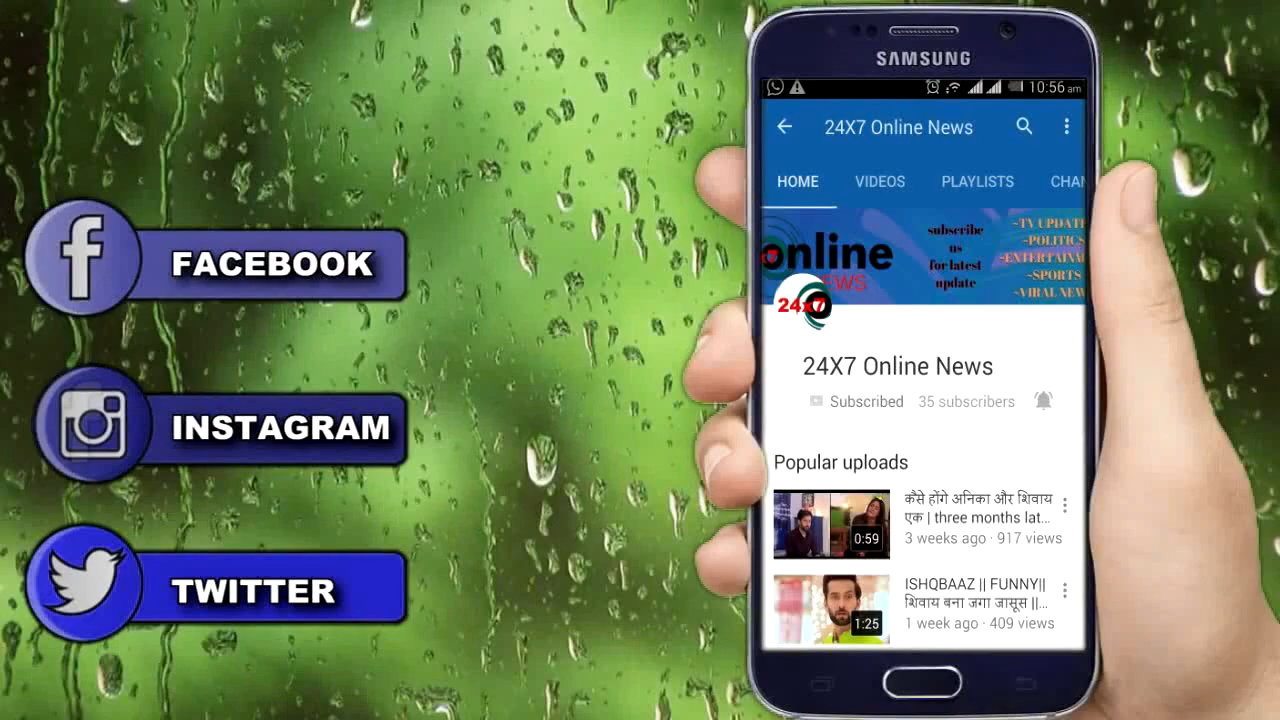 FACEBOOK
INSTAGRAM
TWITTER
SAMSUNG
10:56 am
24X7 Online News
HOME VIDEOS PLAYLISTS CHAN
online
NEWS
subscribe
us
for latest
update
~TV UPDATE
~POLITICS
~ENTERTAINM
~SPORTS
~VIRAL NEW
24x7
24X7 Online News
Subscribed 35 subscribers
Popular uploads
0:59
कैसे होंगे अनिका और शिवाय
एक | three months lat...
3 weeks ago · 917 views
1:25
ISHQBAAZ || FUNNY||
शिवाय बना जगा जासूस ||...
1 week ago · 409 views